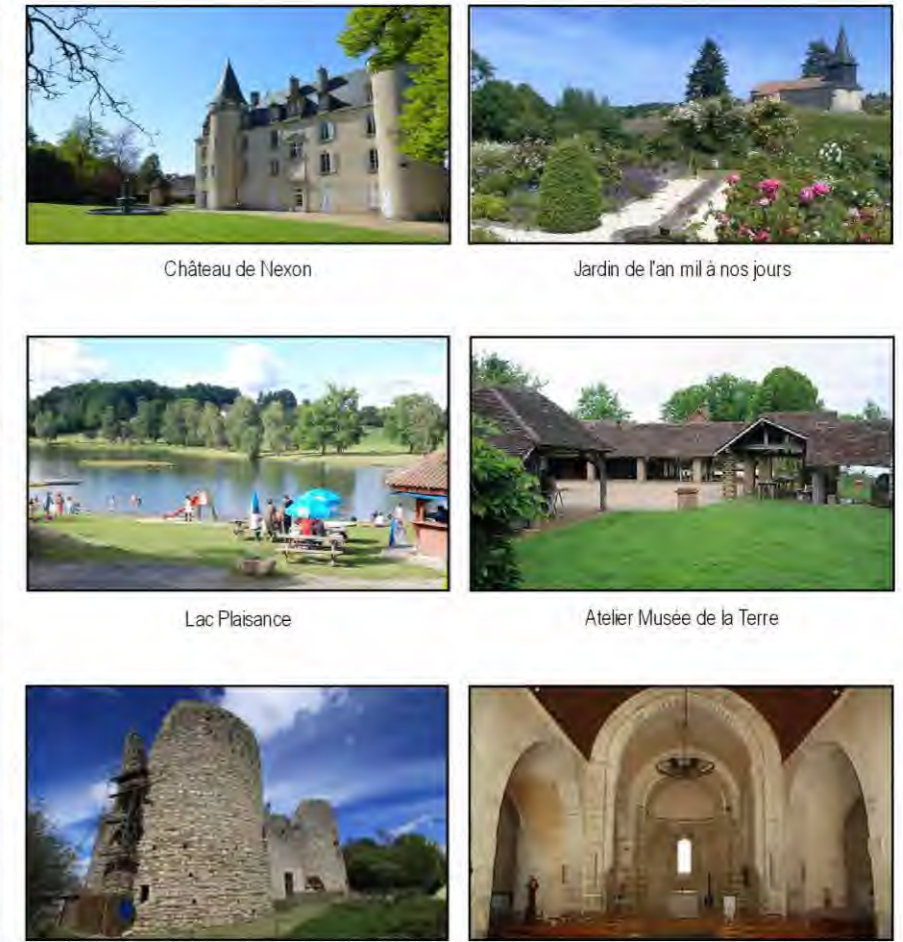 Château de Nexon
Jardin de l'an mil à nos jours
Lac Plaisance
Atelier Musée de la Terre